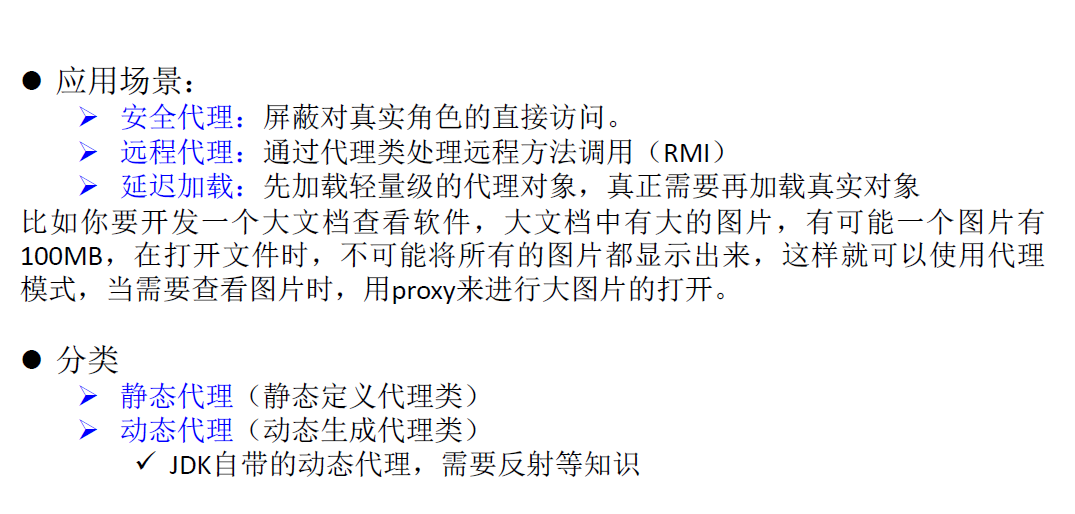 ● 应用场景：
➢ 安全代理：屏蔽对真实角色的直接访问。
➢ 远程代理：通过代理类处理远程方法调用（RMI）
➢ 延迟加载：先加载轻量级的代理对象，真正需要再加载真实对象
比如你要开发一个大文档查看软件，大文档中有大的图片，有可能一个图片有
100MB，在打开文件时，不可能将所有的图片都显示出来，这样就可以使用代理
模式，当需要查看图片时，用proxy来进行大图片的打开。
● 分类
➢ 静态代理（静态定义代理类）
➢ 动态代理（动态生成代理类）
✓ JDK自带的动态代理，需要反射等知识